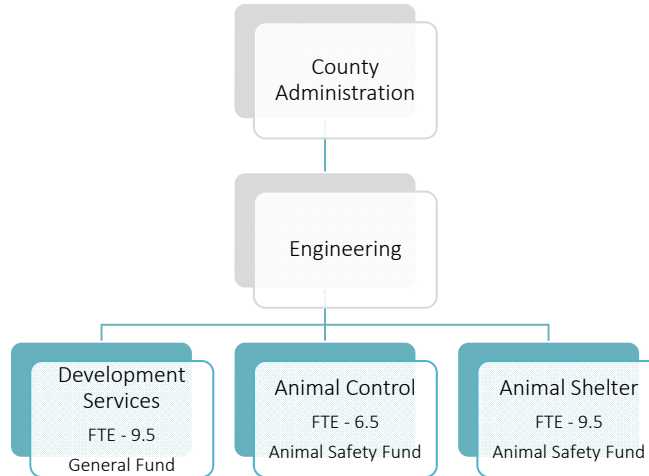 County
Administration
Engineering
Development
Services
FTE - 9.5
General Fund
Animal Control
FTE - 6.5
Animal Safety Fund
Animal Shelter
FTE - 9.5
Animal Safety Fund